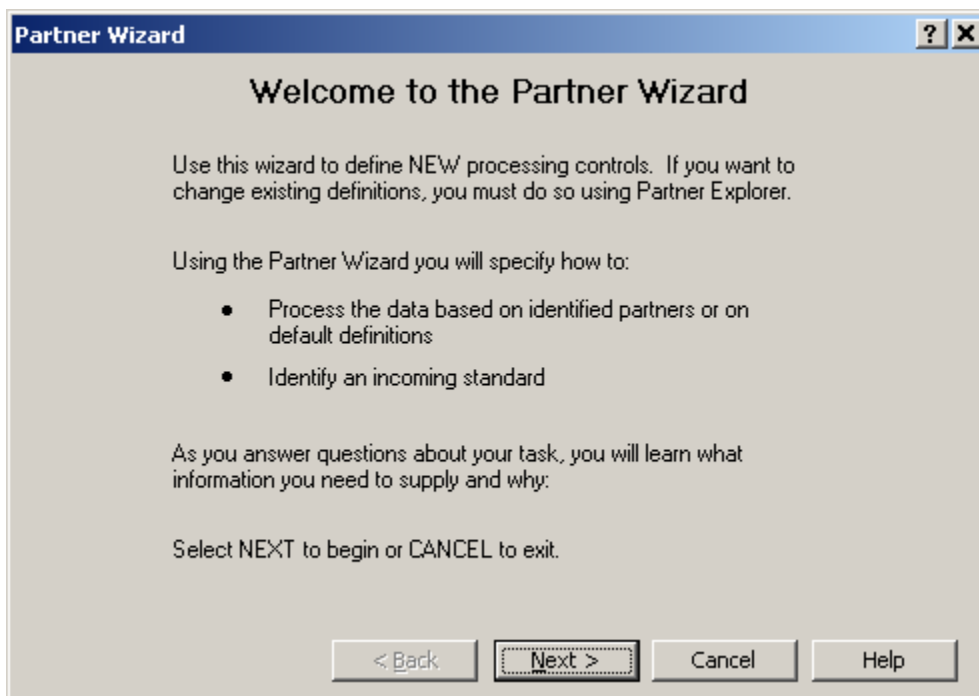 Partner Wizard
Welcome to the Partner Wizard
Use this wizard to define NEW processing controls.  If you want to
change existing definitions, you must do so using Partner Explorer.
Using the Partner Wizard you will specify how to:
● Process the data based on identified partners or on
default definitions
● Identify an incoming standard
As you answer questions about your task, you will learn what
information you need to supply and why:
Select NEXT to begin or CANCEL to exit.
< Back
Next >
Cancel
Help